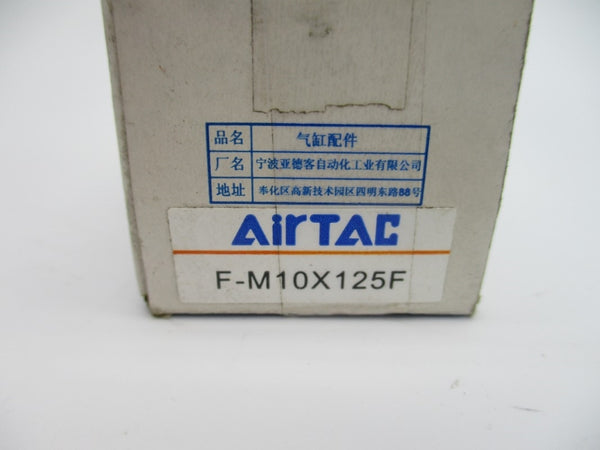 品名 气缸配件
厂名 宁波亚德客自动化工业有限公司
地址 奉化区高新技术园区四明东路88号
AirTAC
F-M10X125F